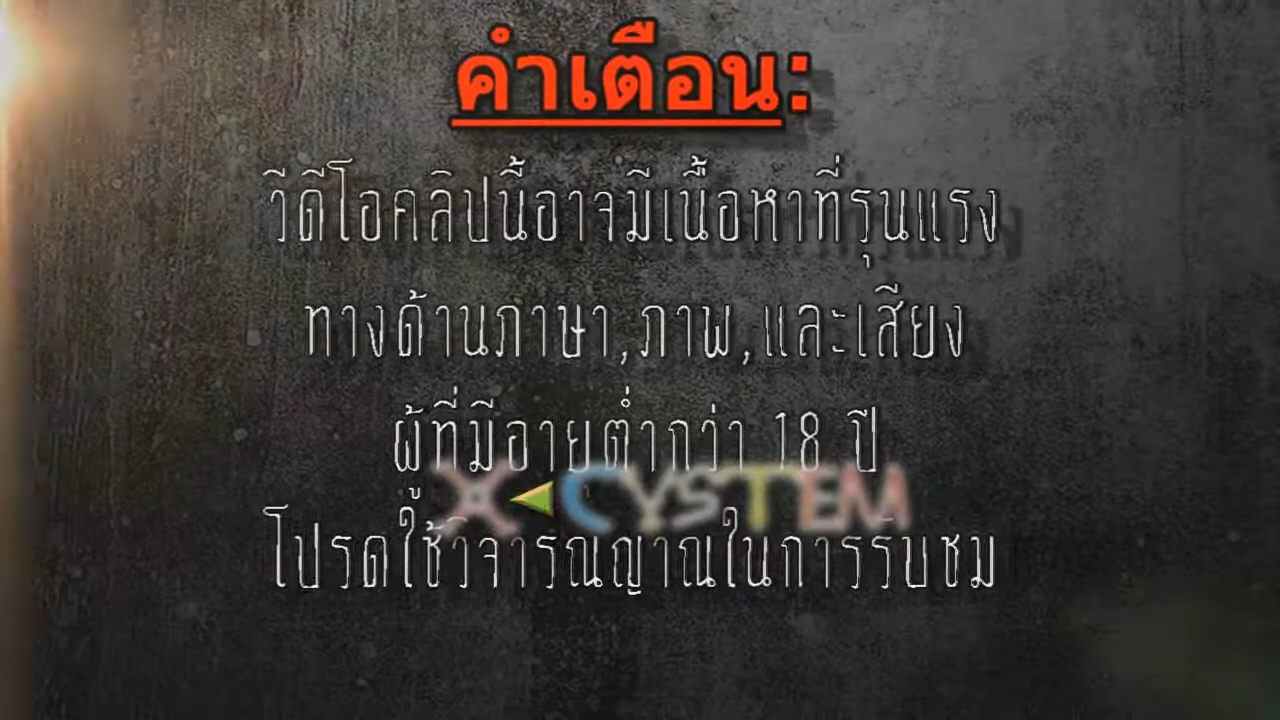 คำเตือน:
วีดีโอคลิปนี้อาจมีเนื้อหาที่รุนแรง
ทางด้านภาษา,ภาพ,และเสียง
ผู้ที่มีอายุต่ำกว่า 18 ปี
X CYSTEM
โปรดใช้วิจารณญาณในการรับชม